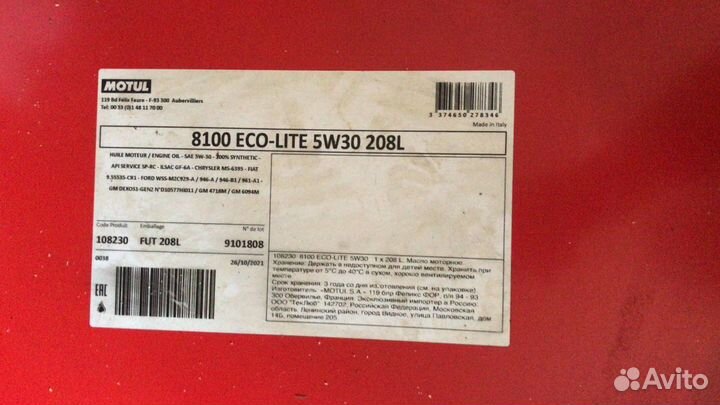 MOTUL
119 Bd Félix Faure - F-93 300 Aubervilliers
Tel: 00 33 (0)1 48 11 70 00
3 374650 278346
Made in Italy
8100 ECO-LITE 5W30 208L
HUILE MOTEUR / ENGINE OIL - SAE 5W-30 - 100% SYNTHETIC -
API SERVICE SP-RC - ILSAC GF-6A - CHRYSLER MS-6395 - FIAT
9.55535-CR1 - FORD WSS-M2C929-A / 946-A / 946-B1 / 961-A1 -
GM DEXOS1-GEN2 N°D10577HI011 / GM 4718M / GM 6094M
Code Produit Emballage N° de lot
108230 FUT 208L 9101808
0038 26/10/2021
EAC
108230 8100 ECO-LITE 5W30 1 x 208 L. Масло моторное.
Хранение: Держать в недоступном для детей месте. Хранить при
температуре от 5°C до 40°C в сухом, хорошо вентилируемом
месте.
Срок хранения: 3 года со дня изготовления (см. на упаковке)
Изготовитель «MOTUL S.A.» 119 блр Феликс ФОР, п/я 94 - 93
300 Обервилье, Франция. Эксклюзивный импортер в Россию:
ООО "ТекЛюб" 142702, Российская Федерация, Московская
обл, Ленинский район, город Видное, улица Павловская, дом
14Б, помещение 205
Avito